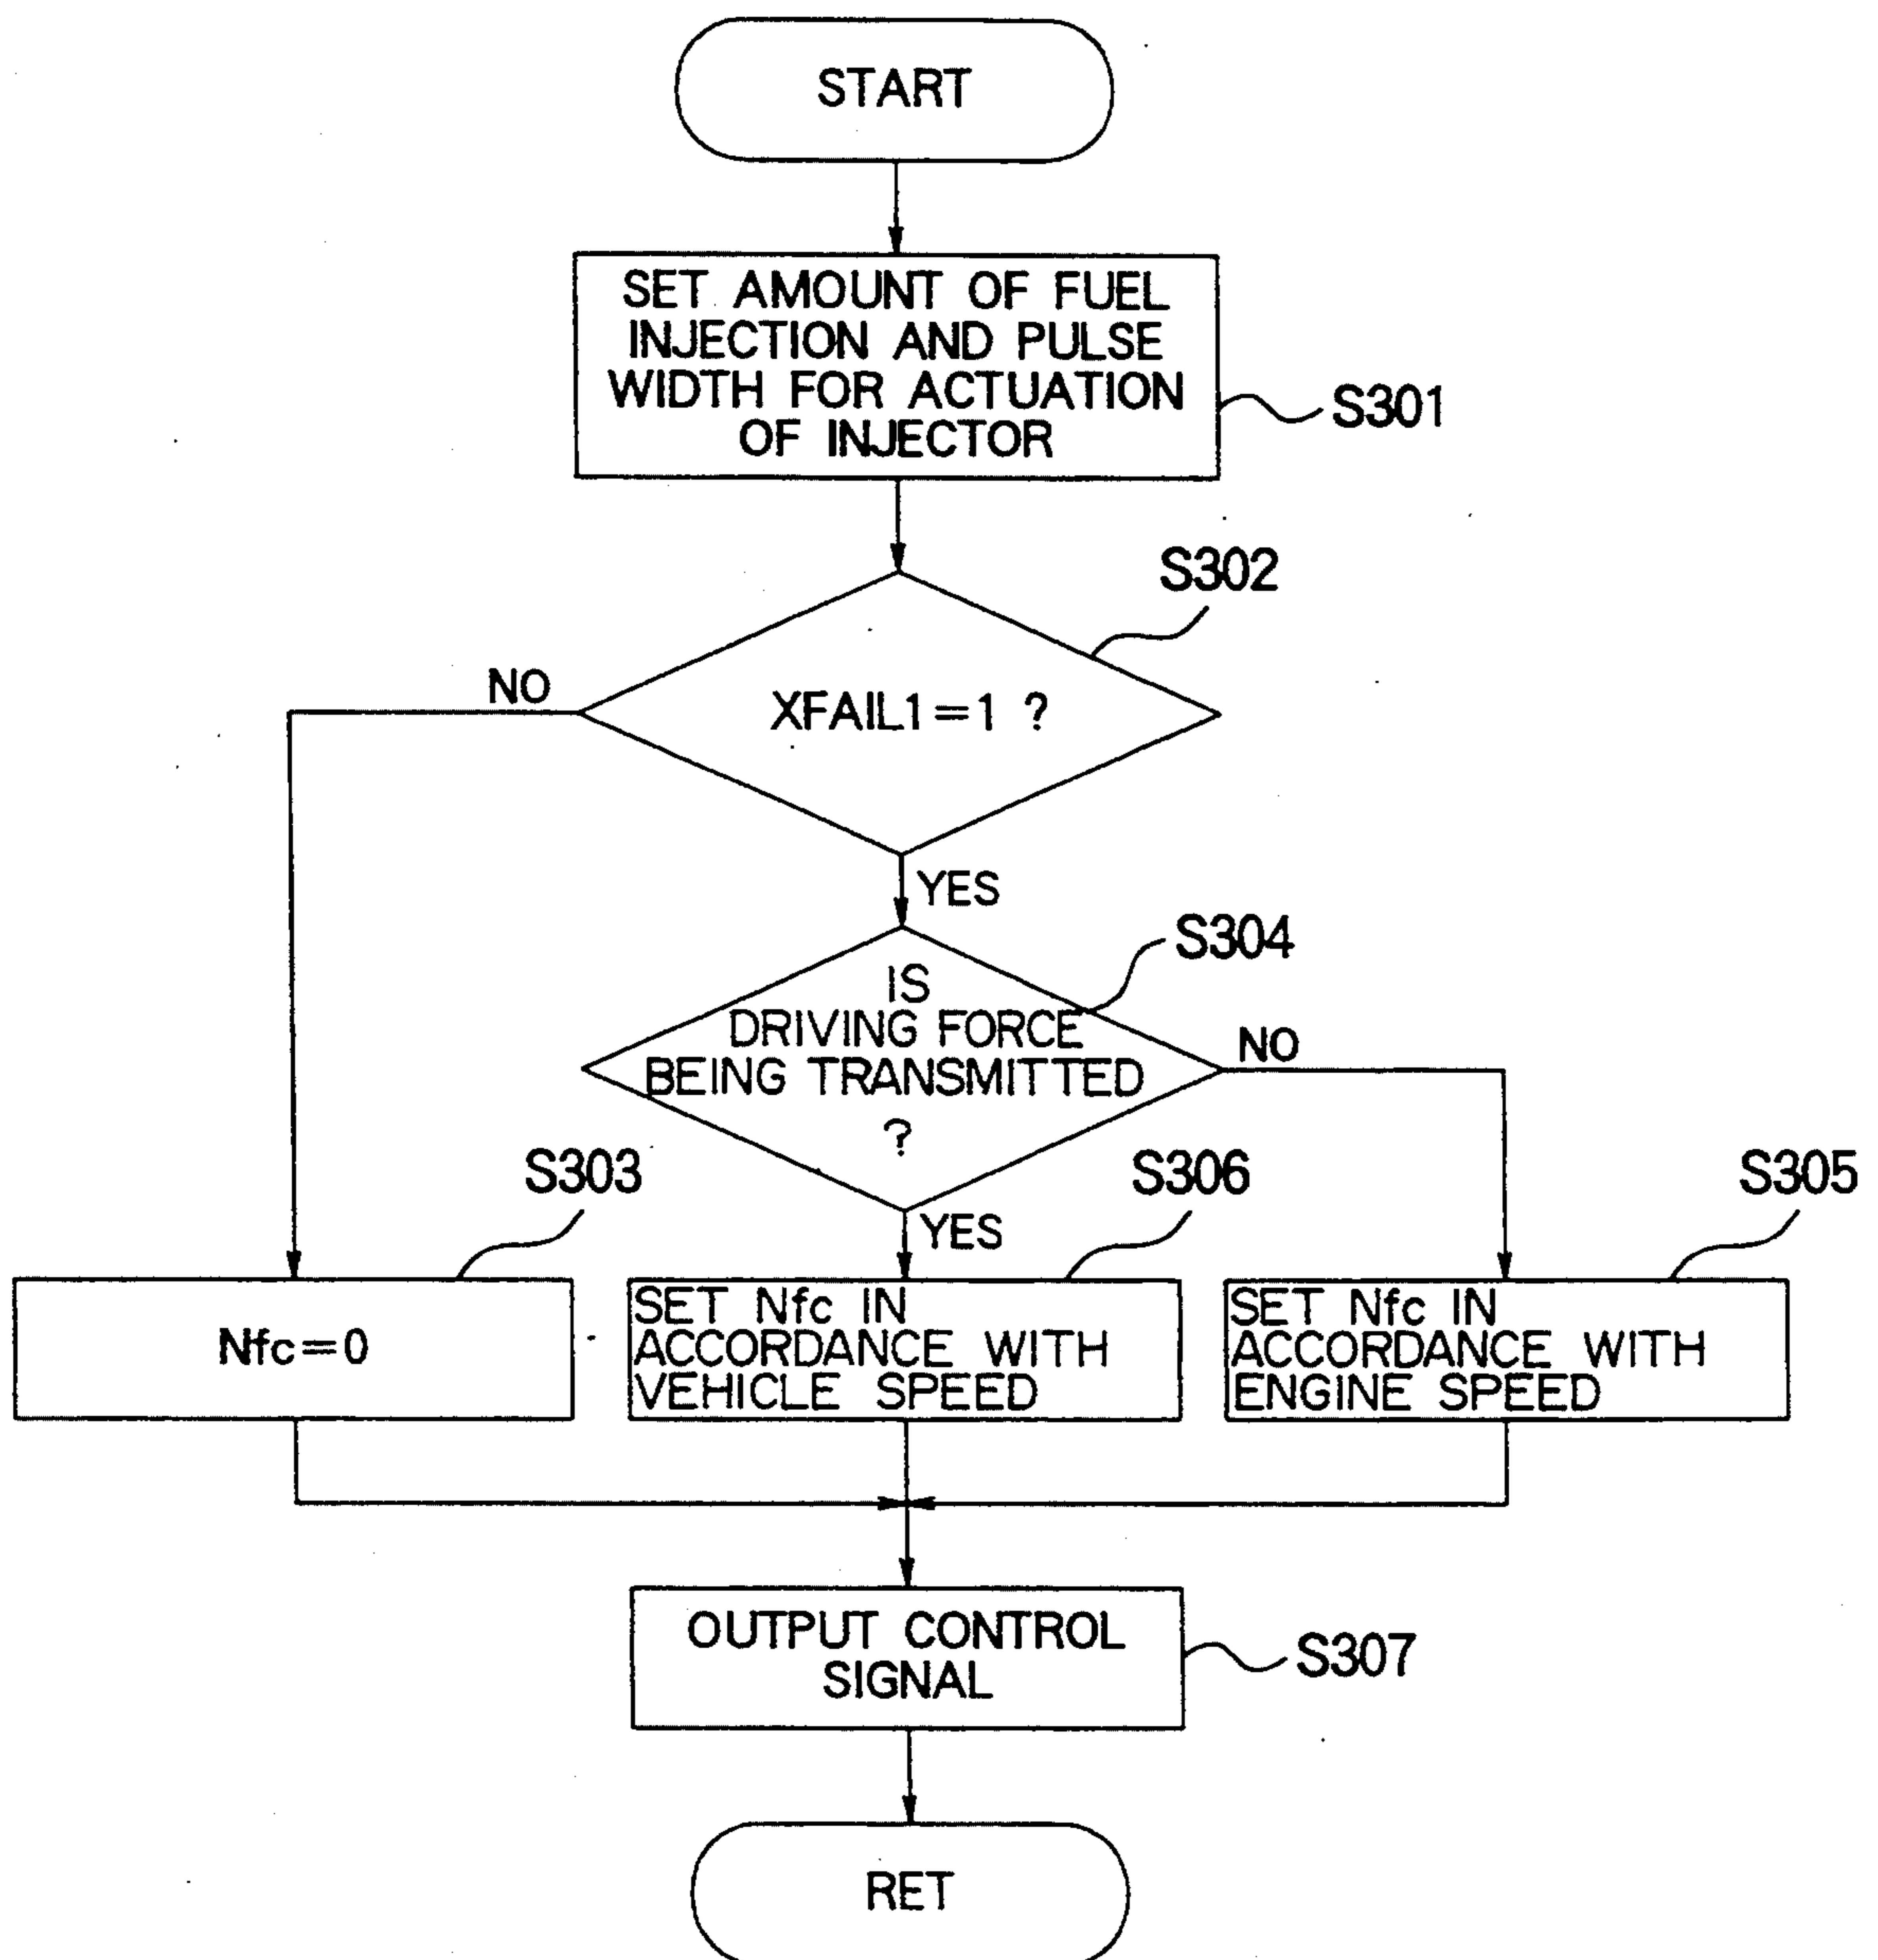 START
SET AMOUNT OF FUEL
INJECTION AND PULSE
WIDTH FOR ACTUATION
OF INJECTOR
S301
S302
NO
XFAIL1=1 ?
YES
S304
IS
DRIVING FORCE
BEING TRANSMITTED
?
NO
YES
S303
S306
S305
Nfc=0
SET Nfc IN
ACCORDANCE WITH
VEHICLE SPEED
SET Nfc IN
ACCORDANCE WITH
ENGINE SPEED
OUTPUT CONTROL
SIGNAL
S307
RET